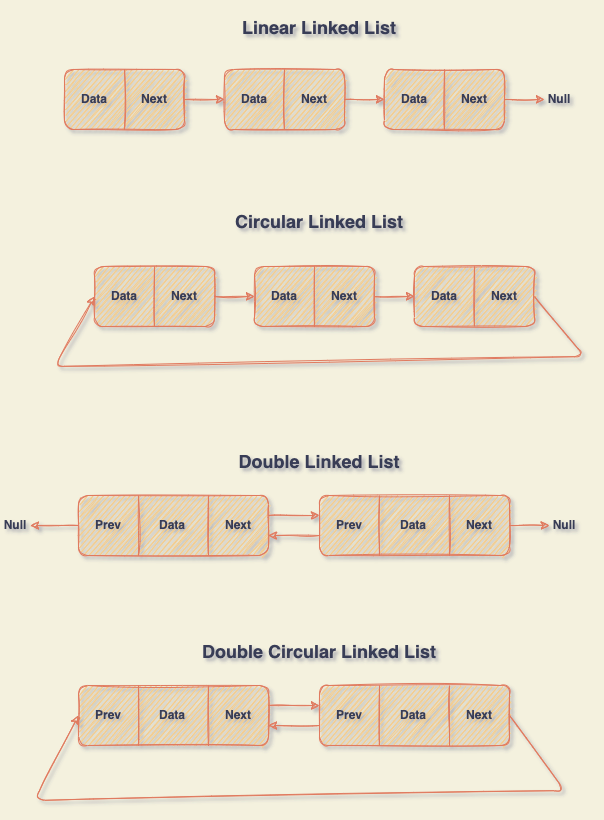 Linear Linked List
Data Next Data Next Data Next Null
Circular Linked List
Data Next Data Next Data Next
Double Linked List
Null Prev Data Next Prev Data Next Null
Double Circular Linked List
Prev Data Next Prev Data Next